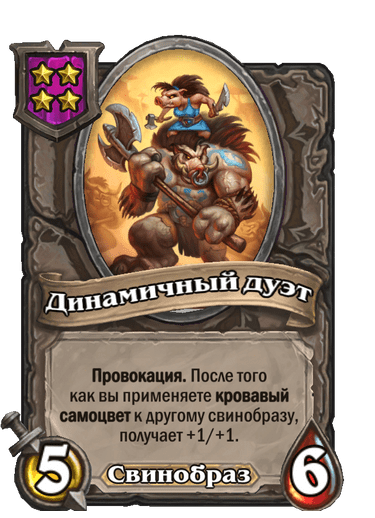 Динамичный дуэт
Провокация. После того
как вы применяете кровавый
самоцвет к другому свинобразу,
получает +1/+1.
5
Свинобраз
6